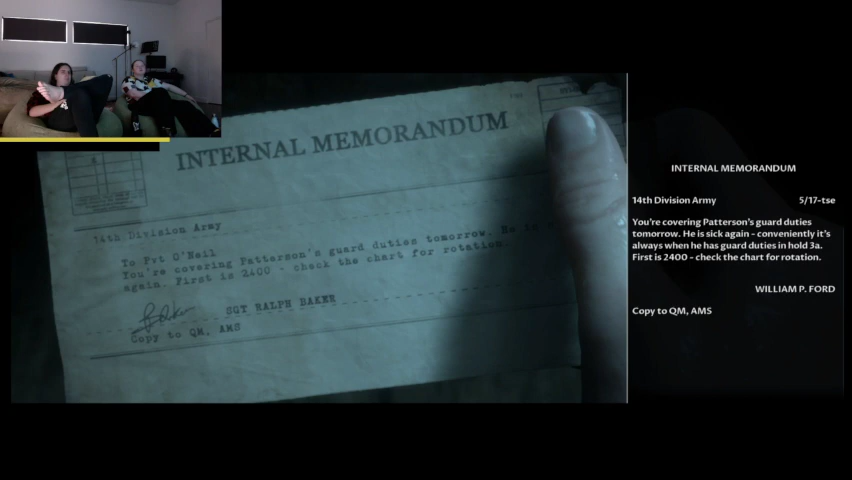 INTERNAL MEMORANDUM
14th Division Army
To Pvt O'Neil
You're covering Patterson's guard duties tomorrow. He is
again. First is 2400 - check the chart for rotation.
SGT RALPH BAKER
Copy to QM, AMS
INTERNAL MEMORANDUM
14th Division Army 5/17-tse
You're covering Patterson's guard duties
tomorrow. He is sick again - conveniently it's
always when he has guard duties in hold 3a.
First is 2400 - check the chart for rotation.
WILLIAM P. FORD
Copy to QM, AMS